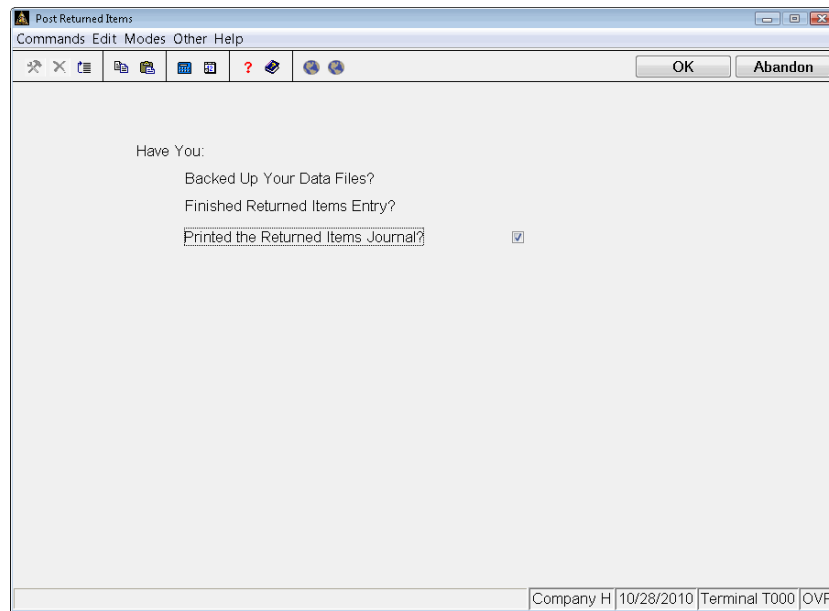 Post Returned Items
Commands Edit Modes Other Help
OK Abandon
Have You:
Backed Up Your Data Files?
Finished Returned Items Entry?
Printed the Returned Items Journal?
Company H 10/28/2010 Terminal T000 OVR